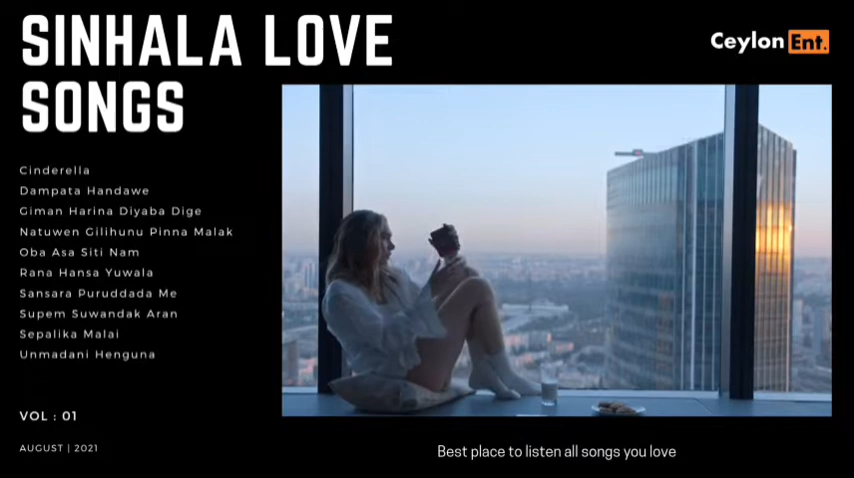 SINHALA LOVE
SONGS
Ceylon Ent.
Cinderella
Dampata Handawe
Giman Harina Diyaba Dige
Natuwen Gilihunu Pinna Malak
Oba Asa Siti Nam
Rana Hansa Yuwala
Sansara Puruddada Me
Supem Suwandak Aran
Sepalika Malai
Unmadani Henguna
VOL : 01
AUGUST | 2021
Best place to listen all songs you love